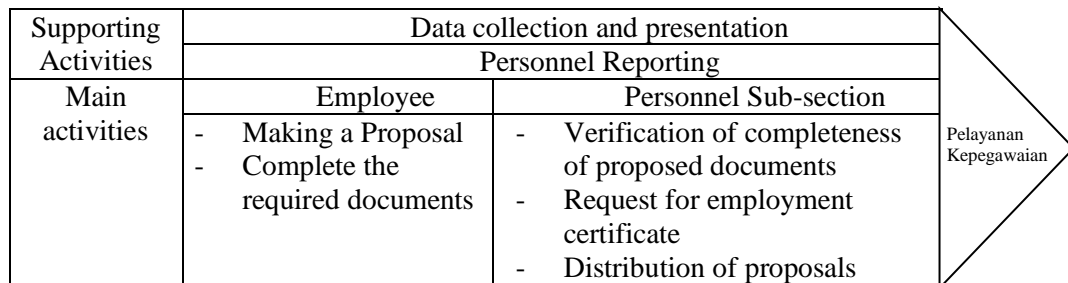 Supporting
Activities
Data collection and presentation
Personnel Reporting
Main
activities
Employee
- Making a Proposal
- Complete the
required documents
Personnel Sub-section
- Verification of completeness
of proposed documents
- Request for employment
certificate
- Distribution of proposals
Pelayanan
Kepegawaian